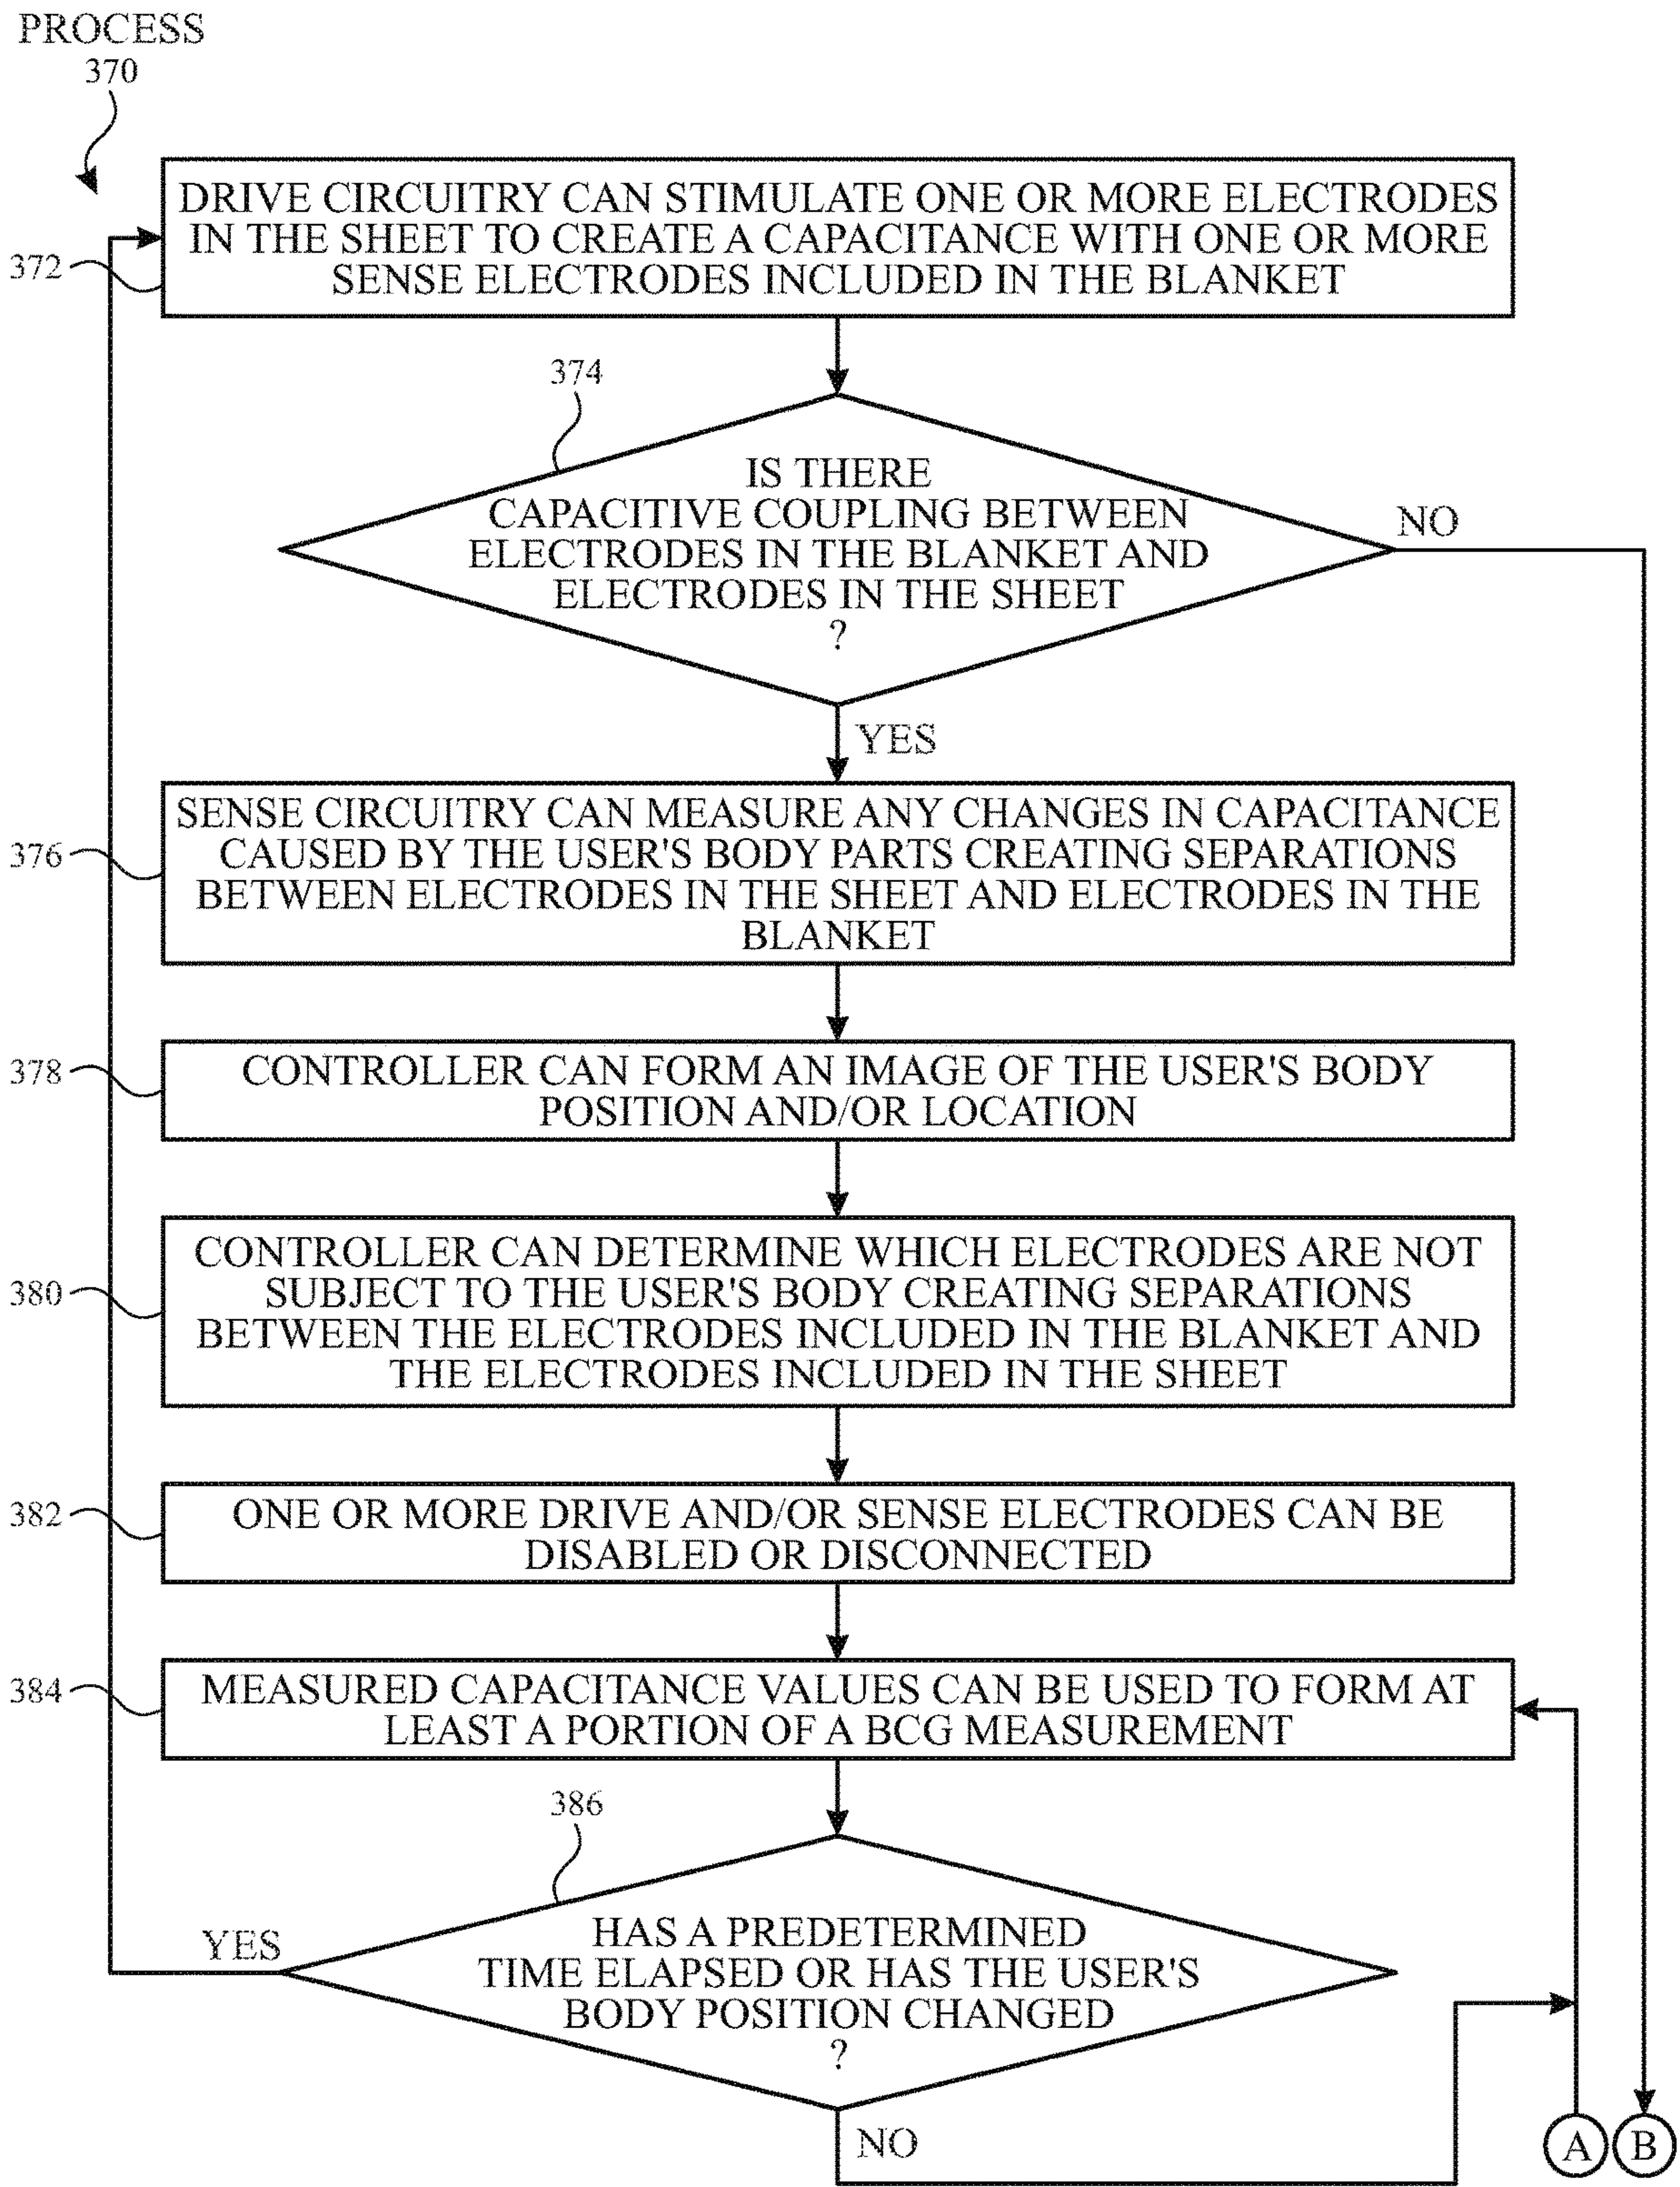 PROCESS
370
372
DRIVE CIRCUITRY CAN STIMULATE ONE OR MORE ELECTRODES
IN THE SHEET TO CREATE A CAPACITANCE WITH ONE OR MORE
SENSE ELECTRODES INCLUDED IN THE BLANKET
374
IS THERE
CAPACITIVE COUPLING BETWEEN
ELECTRODES IN THE BLANKET AND
ELECTRODES IN THE SHEET
?
NO
YES
376
SENSE CIRCUITRY CAN MEASURE ANY CHANGES IN CAPACITANCE
CAUSED BY THE USER'S BODY PARTS CREATING SEPARATIONS
BETWEEN ELECTRODES IN THE SHEET AND ELECTRODES IN THE
BLANKET
378
CONTROLLER CAN FORM AN IMAGE OF THE USER'S BODY
POSITION AND/OR LOCATION
380
CONTROLLER CAN DETERMINE WHICH ELECTRODES ARE NOT
SUBJECT TO THE USER'S BODY CREATING SEPARATIONS
BETWEEN THE ELECTRODES INCLUDED IN THE BLANKET AND
THE ELECTRODES INCLUDED IN THE SHEET
382
ONE OR MORE DRIVE AND/OR SENSE ELECTRODES CAN BE
DISABLED OR DISCONNECTED
384
MEASURED CAPACITANCE VALUES CAN BE USED TO FORM AT
LEAST A PORTION OF A BCG MEASUREMENT
386
YES
HAS A PREDETERMINED
TIME ELAPSED OR HAS THE USER'S
BODY POSITION CHANGED
?
NO
A
B